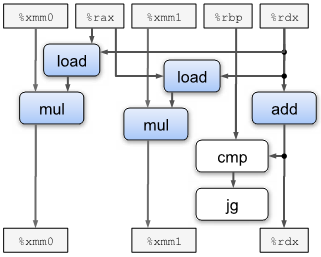 %xmm0 %rax %xmm1 %rbp %rdx
load
load
mul
mul
add
cmp
jg
%xmm0 %xmm1 %rdx